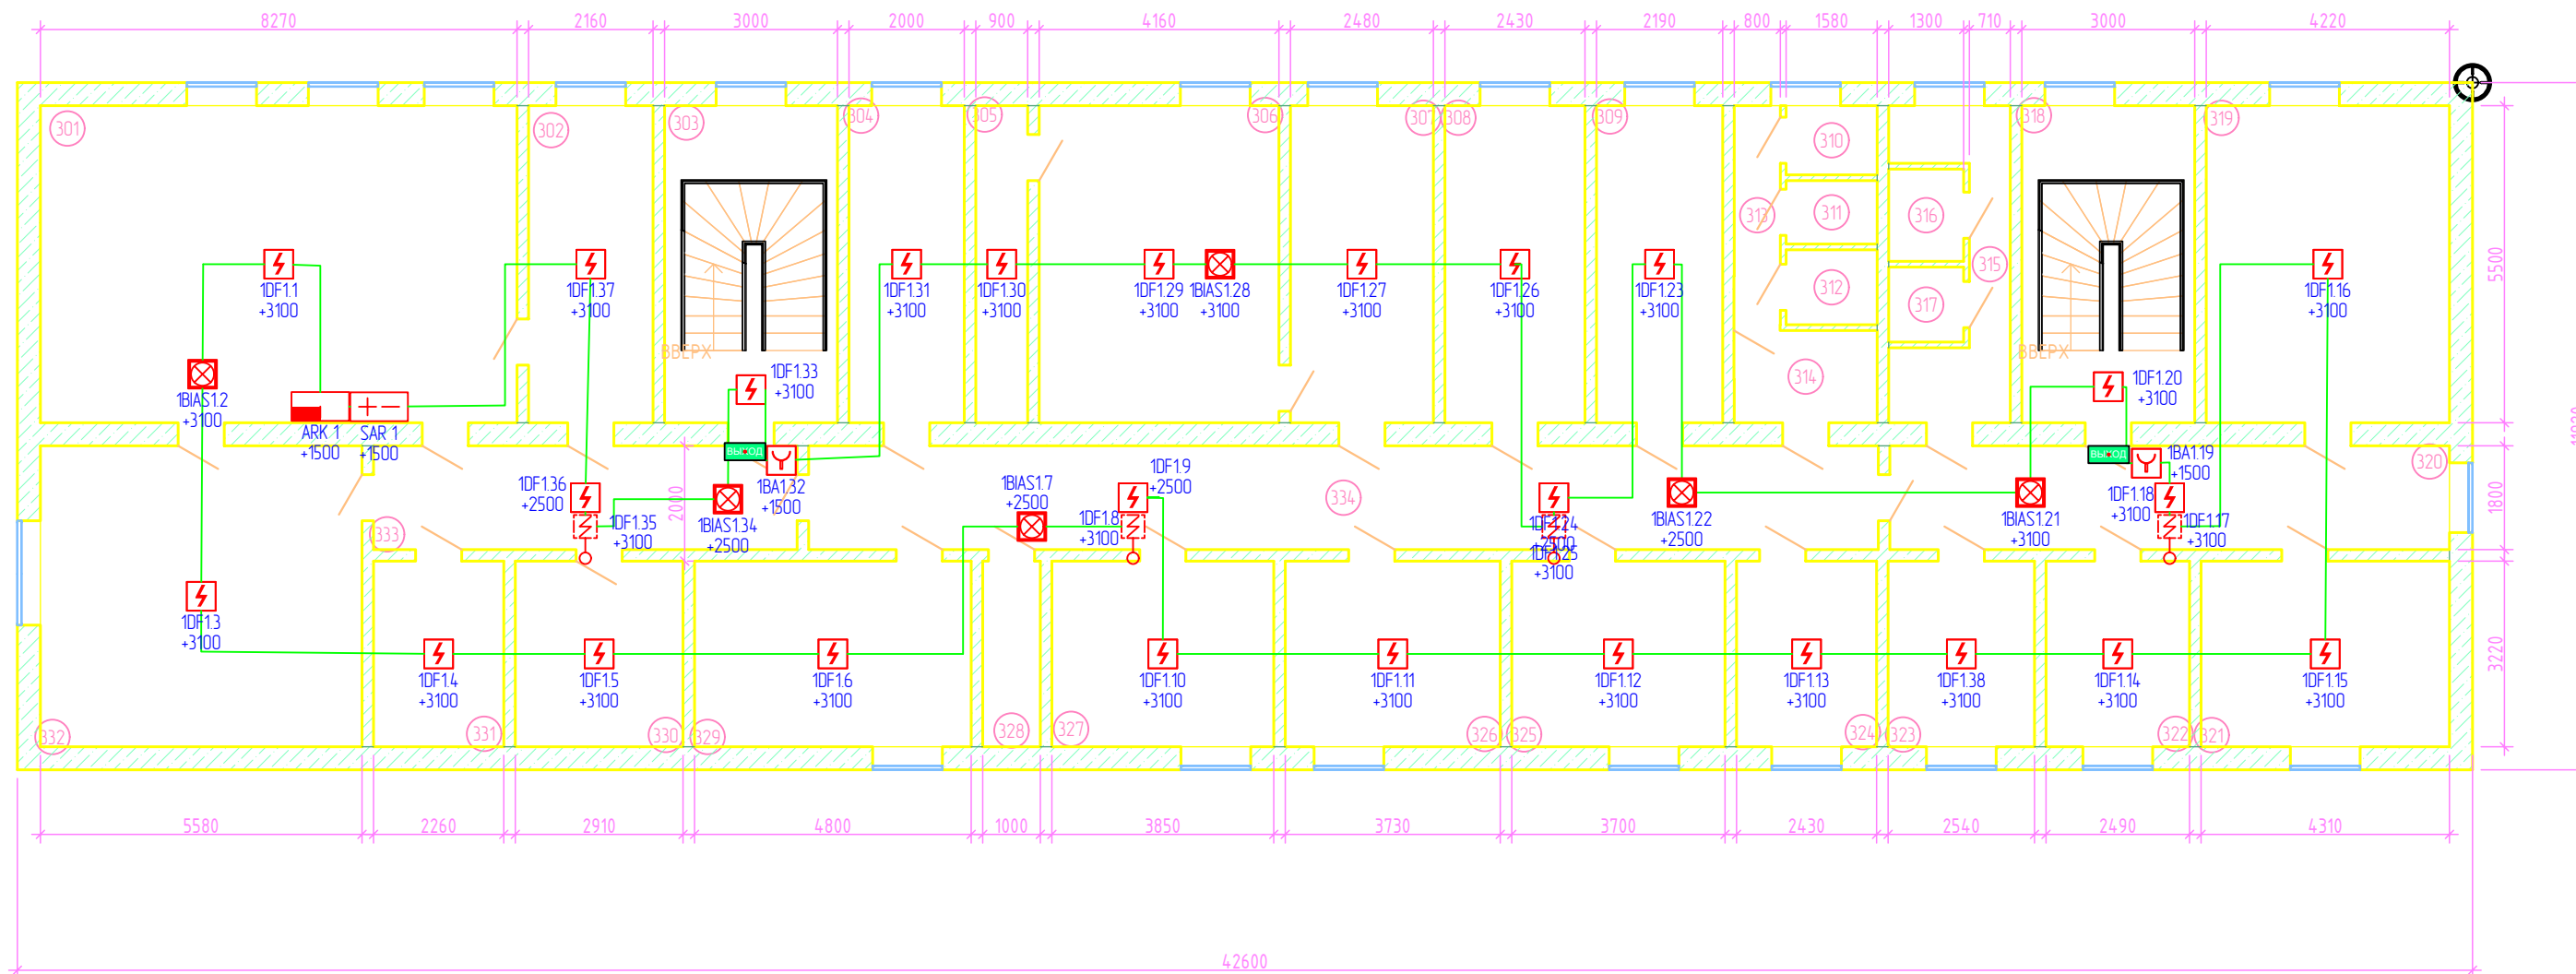 8270 2160 3000 2000 900 4160 2480 2430 2190 800 1580 1300 710 3000 4220
301 302 303 304 305 306 307 308 309 310 318 319
313 311 316
315
312 317
5500
1DF1.1
+3100
1DF1.37
+3100
1DF1.31
+3100
1DF1.30
+3100
1DF1.29
+3100
1BIAS1.28
+3100
1DF1.27
+3100
1DF1.26
+3100
1DF1.23
+3100
1DF1.16
+3100
ВВЕРХ
ВВЕРХ
314
1BIAS1.2
+3100
1DF1.33
+3100
1DF1.20
+3100
ARK 1
+1500
SAR 1
+1500
ВЫХОД
ВЫХОД
320
1DF1.36
+2500
1BA1.32
+1500
1BIAS1.7
+2500
1DF1.9
+2500
334
1BA1.19
+1500
1DF1.18
+3100
1800
2000
333
1DF1.35
+3100
1BIAS1.34
+2500
1DF1.8
+3100
1DF1.24
+2500
1DF1.25
+3100
1BIAS1.22
+2500
1BIAS1.21
+3100
1DF1.17
+3100
1DF1.3
+3100
3220
1DF1.4
+3100
1DF1.5
+3100
1DF1.6
+3100
1DF1.10
+3100
1DF1.11
+3100
1DF1.12
+3100
1DF1.13
+3100
1DF1.38
+3100
1DF1.14
+3100
1DF1.15
+3100
332 331 330 329 328 327 326 325 324 323 322 321
5580 2260 2910 4800 1000 3850 3730 3700 2430 2540 2490 4310
42600